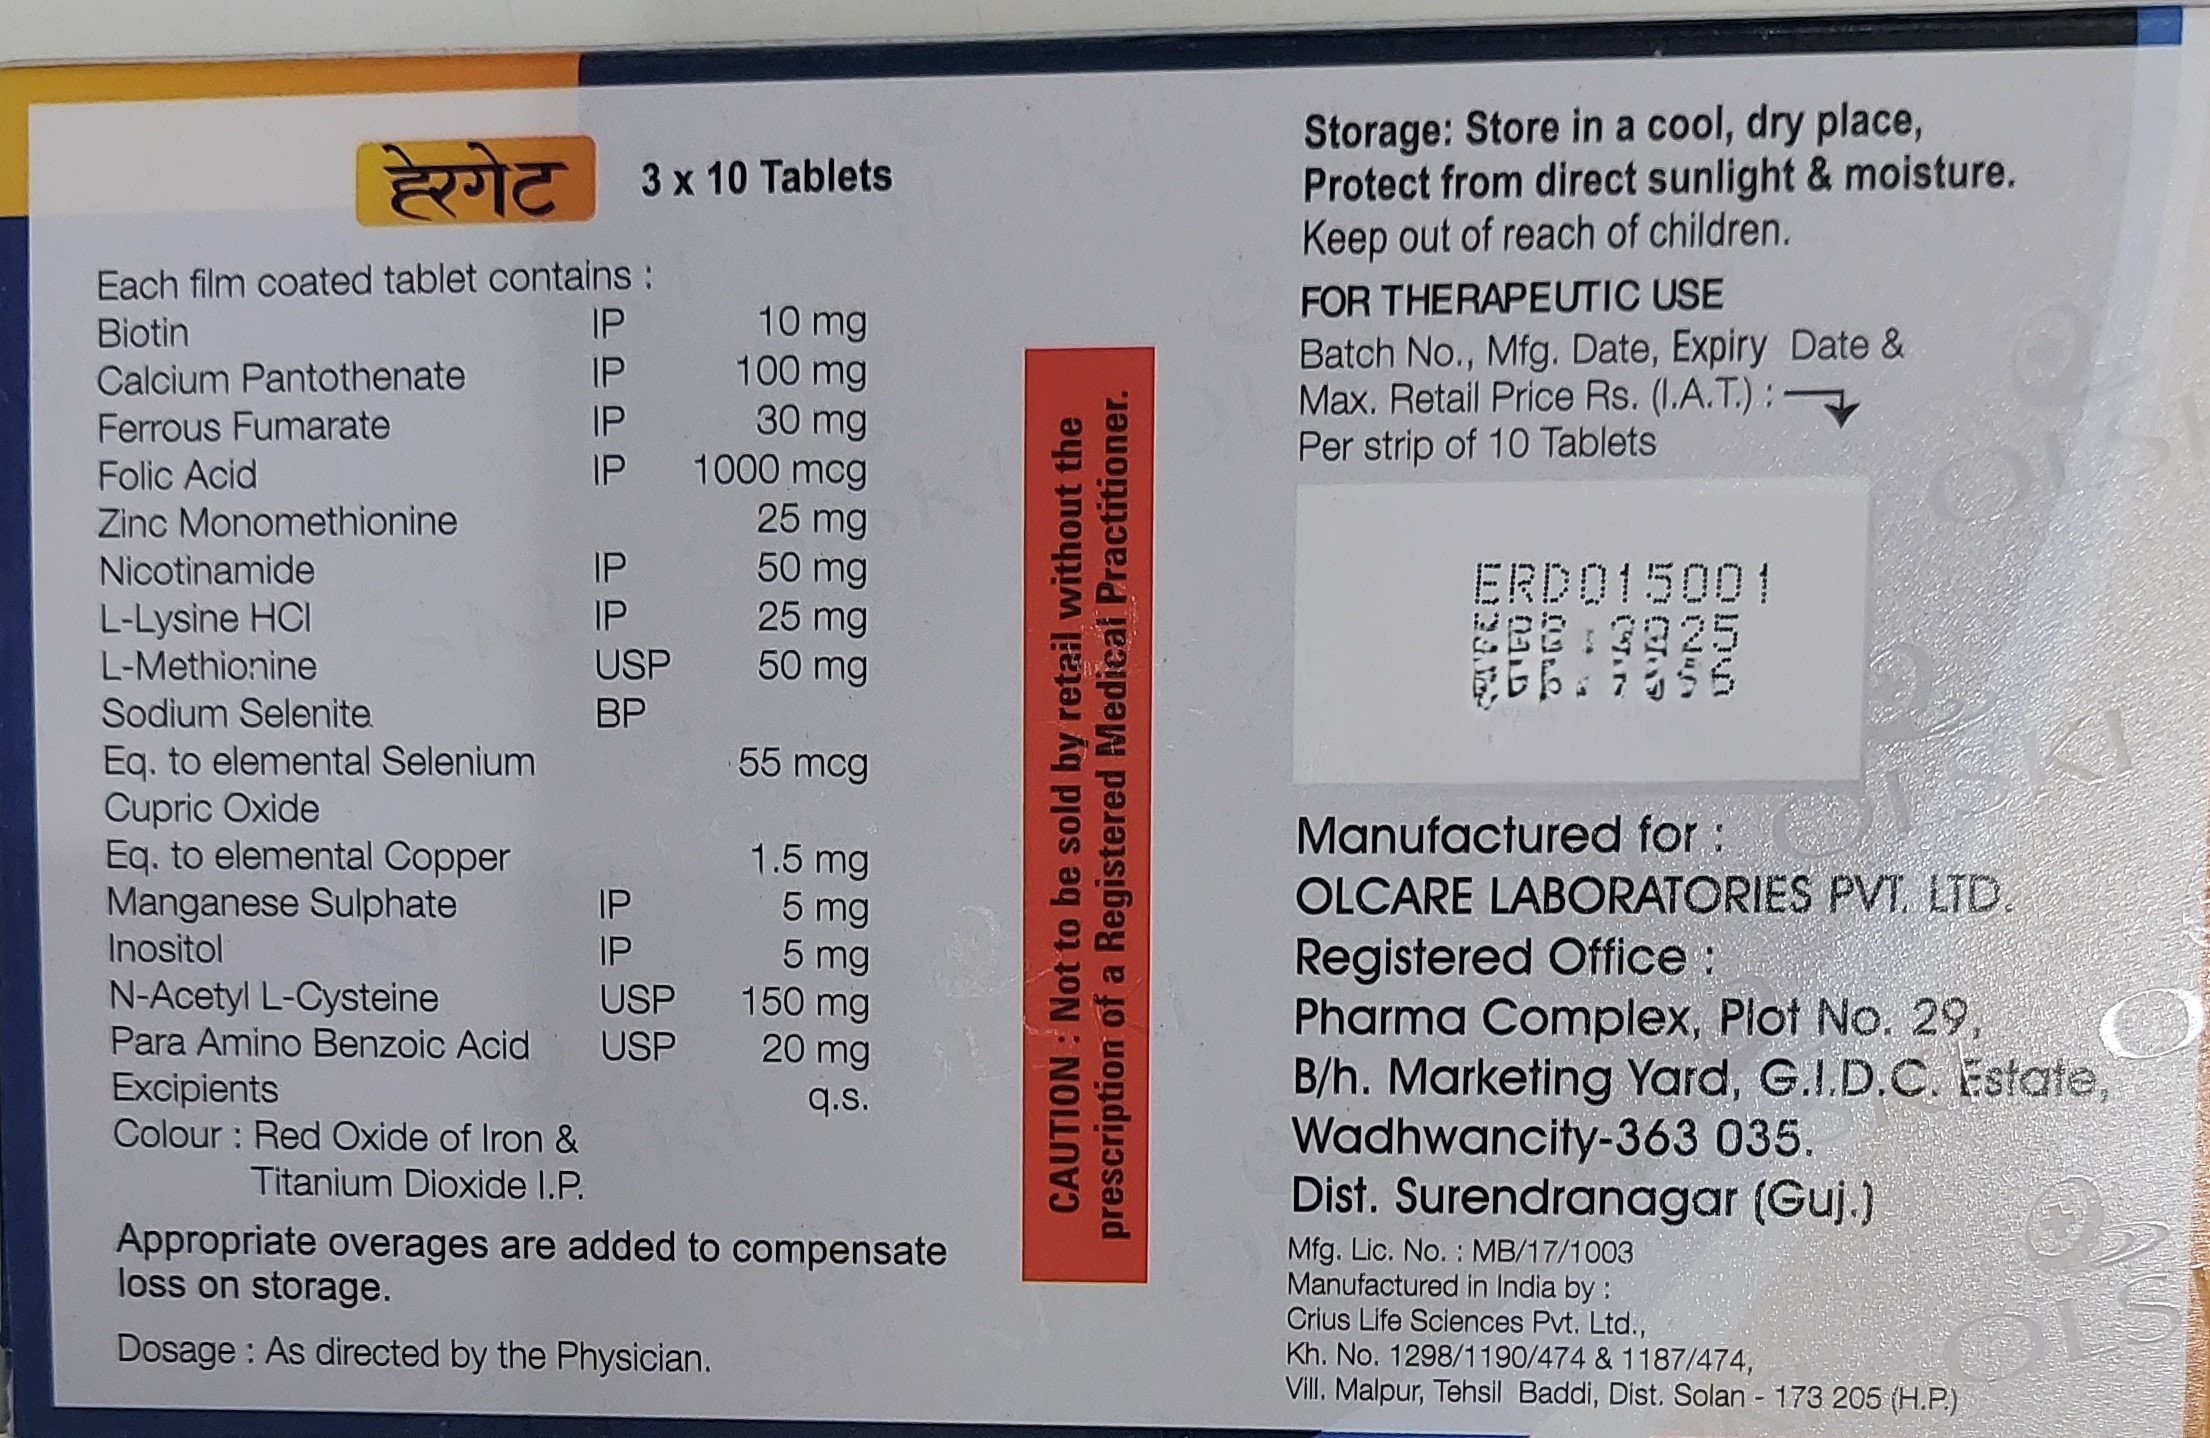 हेरगेट 3 x 10 Tablets
Each film coated tablet contains :
Biotin IP 10 mg
Calcium Pantothenate IP 100 mg
Ferrous Fumarate IP 30 mg
Folic Acid IP 1000 mcg
Zinc Monomethionine 25 mg
Nicotinamide IP 50 mg
L-Lysine HCl IP 25 mg
L-Methionine USP 50 mg
Sodium Selenite BP
Eq. to elemental Selenium 55 mcg
Cupric Oxide
Eq. to elemental Copper 1.5 mg
Manganese Sulphate IP 5 mg
Inositol IP 5 mg
N-Acetyl L-Cysteine USP 150 mg
Para Amino Benzoic Acid USP 20 mg
Excipients q.s.
Colour : Red Oxide of Iron &
Titanium Dioxide I.P.
Appropriate overages are added to compensate
loss on storage.
Dosage : As directed by the Physician.
CAUTION : Not to be sold by retail without the
prescription of a Registered Medical Practitioner.
Storage: Store in a cool, dry place,
Protect from direct sunlight & moisture.
Keep out of reach of children.
FOR THERAPEUTIC USE
Batch No., Mfg. Date, Expiry Date &
Max. Retail Price Rs. (I.A.T.) :
Per strip of 10 Tablets
ERD015001
Manufactured for :
OLCARE LABORATORIES PVT. LTD.
Registered Office :
Pharma Complex, Plot No. 29,
B/h. Marketing Yard, G.I.D.C. Estate,
Wadhwancity-363 035.
Dist. Surendranagar (Guj.)
Mfg. Lic. No. : MB/17/1003
Manufactured in India by :
Crius Life Sciences Pvt. Ltd.,
Kh. No. 1298/1190/474 & 1187/474,
Vill. Malpur, Tehsil Baddi, Dist. Solan - 173 205 (H.P.)
OLSKI